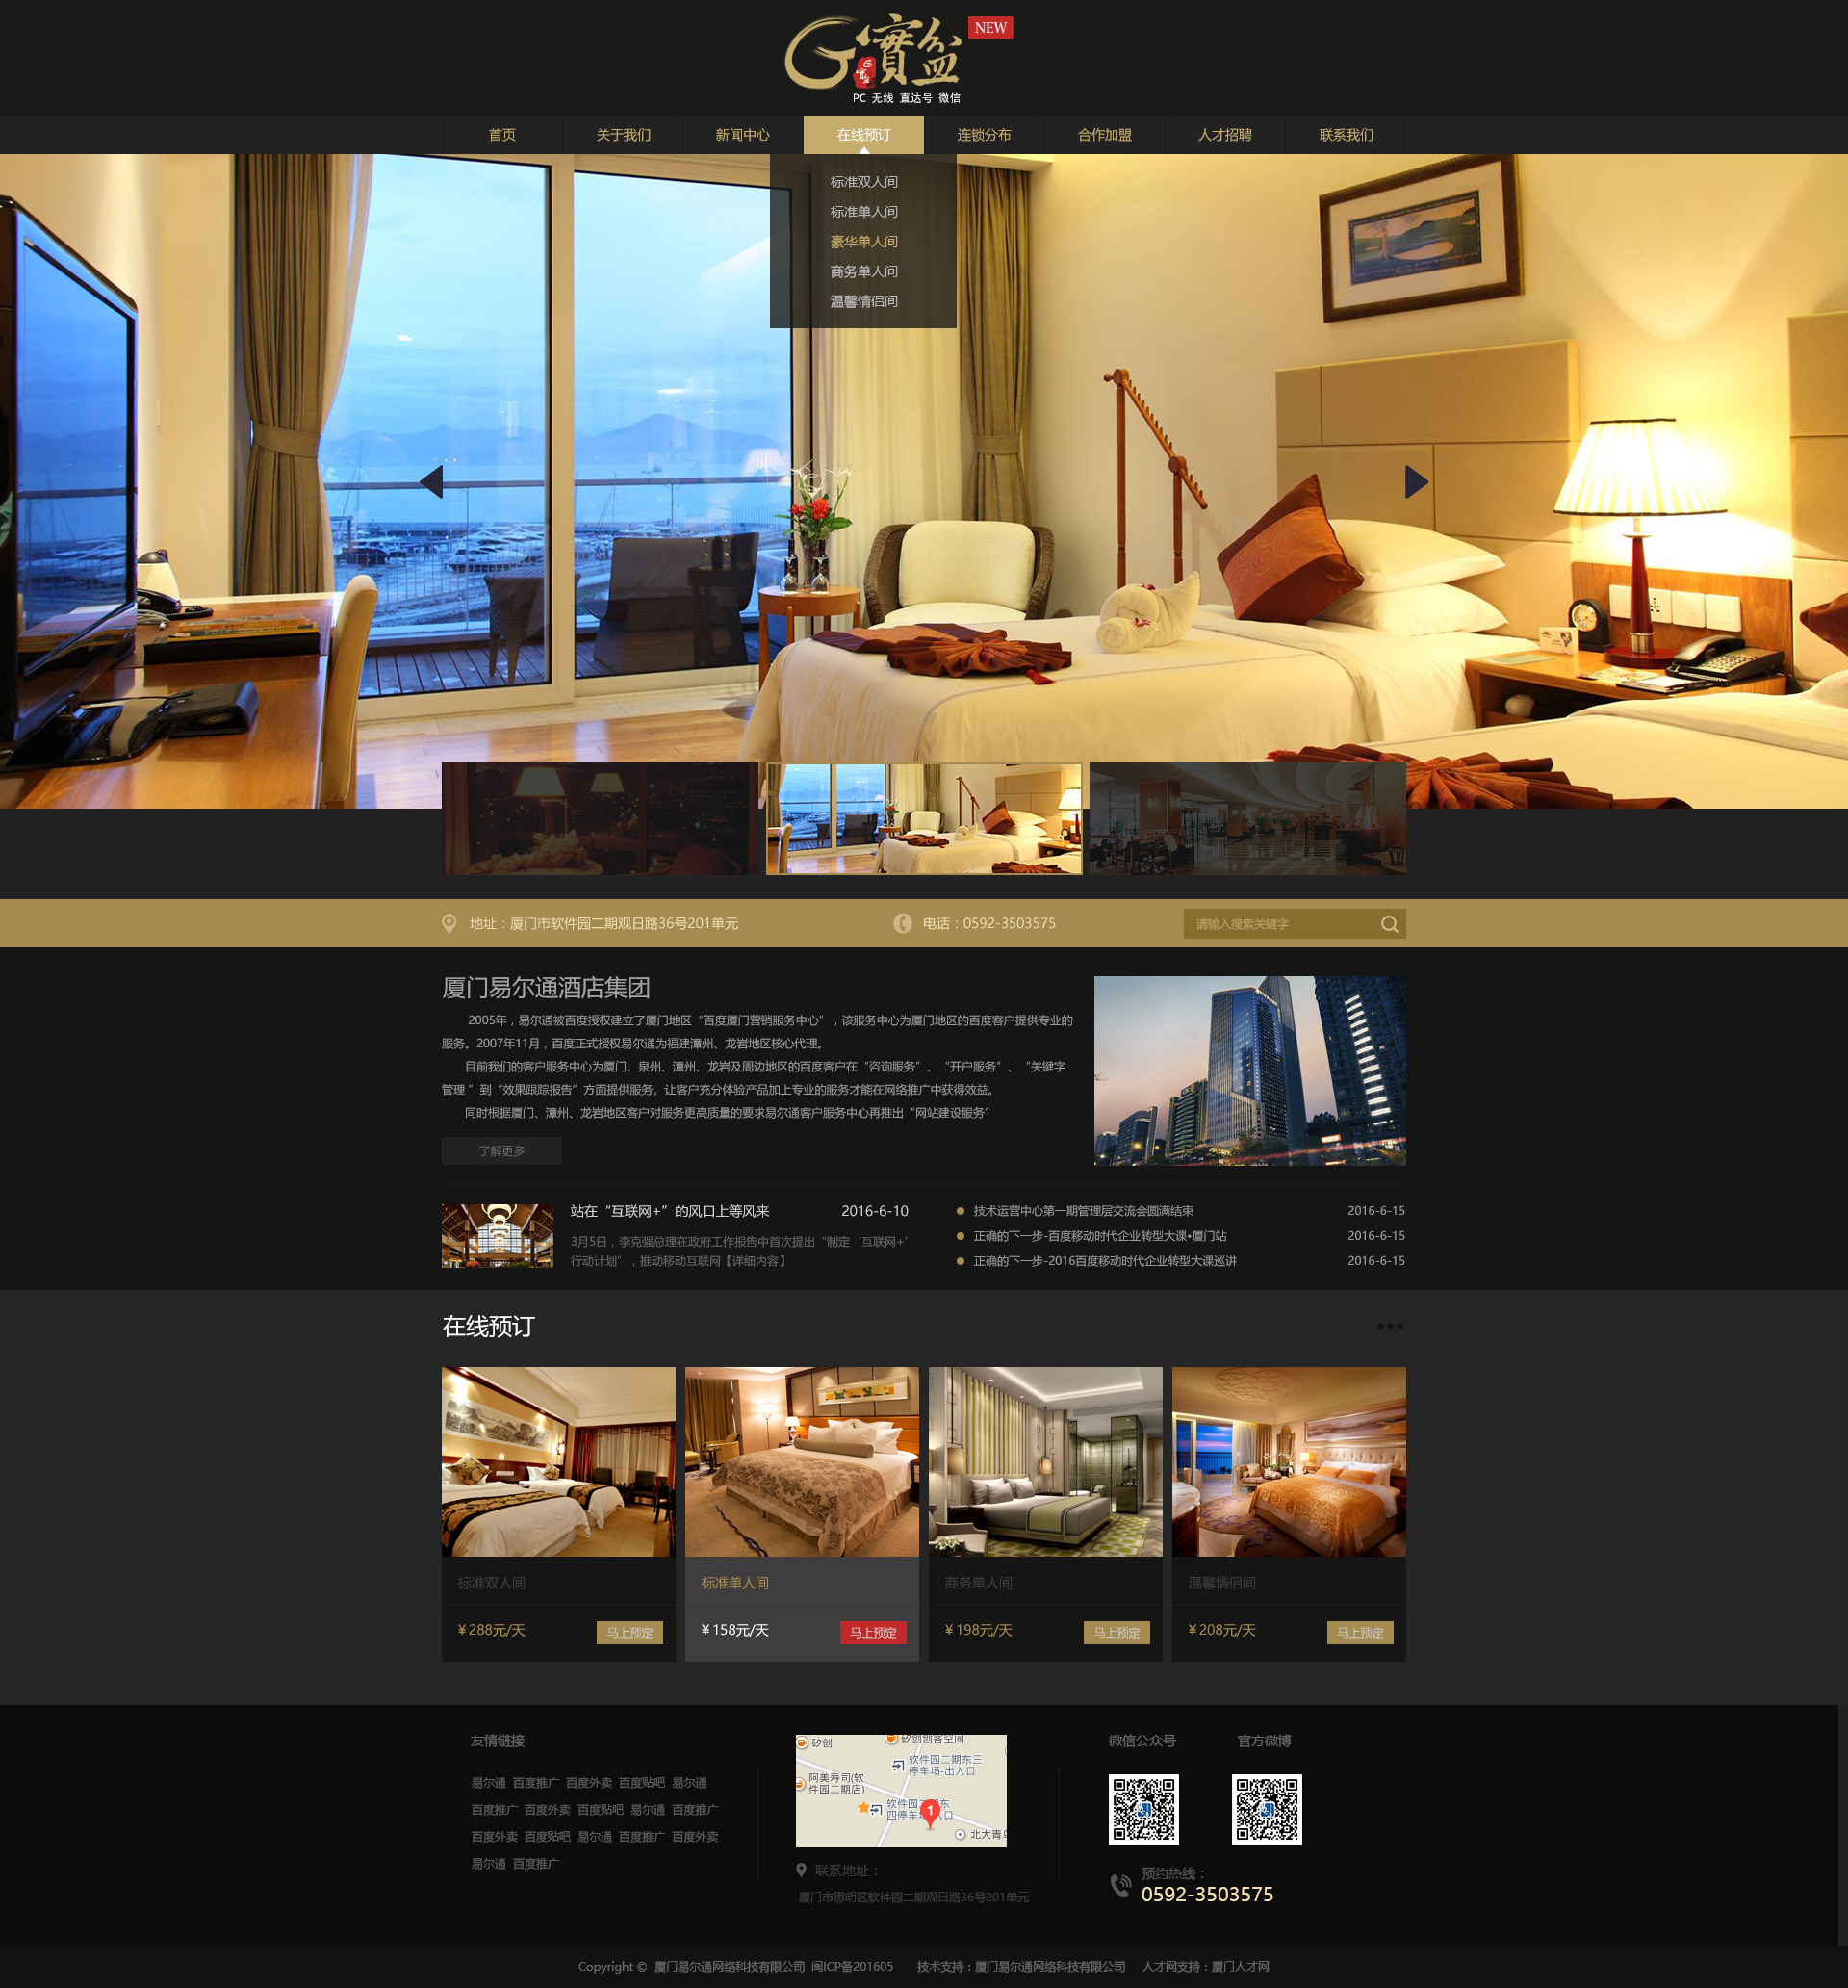 寶盆
NEW
PC 无线 直达号 微信
首页 关于我们 新闻中心 在线预订 连锁分布 合作加盟 人才招聘 联系我们
标准双人间
标准单人间
豪华单人间
商务单人间
温馨情侣间
地址：厦门市软件园二期观日路36号201单元 电话：0592-3503575 请输入搜索关键字
厦门易尔通酒店集团
2005年，易尔通被百度授权建立了厦门地区“百度厦门营销服务中心”，该服务中心为厦门地区的百度客户提供专业的
服务。2007年11月，百度正式授权易尔通为福建漳州、龙岩地区核心代理。
目前我们的客户服务中心为厦门、泉州、漳州、龙岩及周边地区的百度客户在“咨询服务”、“开户服务”、“关键字
管理 ”到“效果跟踪报告”方面提供服务。让客户充分体验产品加上专业的服务才能在网络推广中获得效益。
同时根据厦门、漳州、龙岩地区客户对服务更高质量的要求易尔通客户服务中心再推出“网站建设服务”
了解更多
站在“互联网+”的风口上等风来 2016-6-10
3月5日，李克强总理在政府工作报告中首次提出“制定‘互联网+’
行动计划”，推动移动互联网【详细内容】
技术运营中心第一期管理层交流会圆满结束 2016-6-15
正确的下一步-百度移动时代企业转型大课•厦门站 2016-6-15
正确的下一步-2016百度移动时代企业转型大课巡讲 2016-6-15
在线预订
标准双人间 标准单人间 商务单人间 温馨情侣间
¥288元/天 马上预定 ¥158元/天 马上预定 ¥198元/天 马上预定 ¥208元/天 马上预定
友情链接
易尔通 百度推广 百度外卖 百度贴吧 易尔通
百度推广 百度外卖 百度贴吧 易尔通 百度推广
百度外卖 百度贴吧 易尔通 百度推广 百度外卖
易尔通 百度推广
矽创
矽创创客空间
软件园二期东三
停车场-出入口
阿美寿司(软
件园二期店)
1
北大青
联系地址：
厦门市思明区软件园二期观日路36号201单元
微信公众号 官方微博
预约热线：
0592-3503575
Copyright © 厦门易尔通网络科技有限公司 闽ICP备201605 技术支持：厦门易尔通网络科技有限公司 人才网支持：厦门人才网